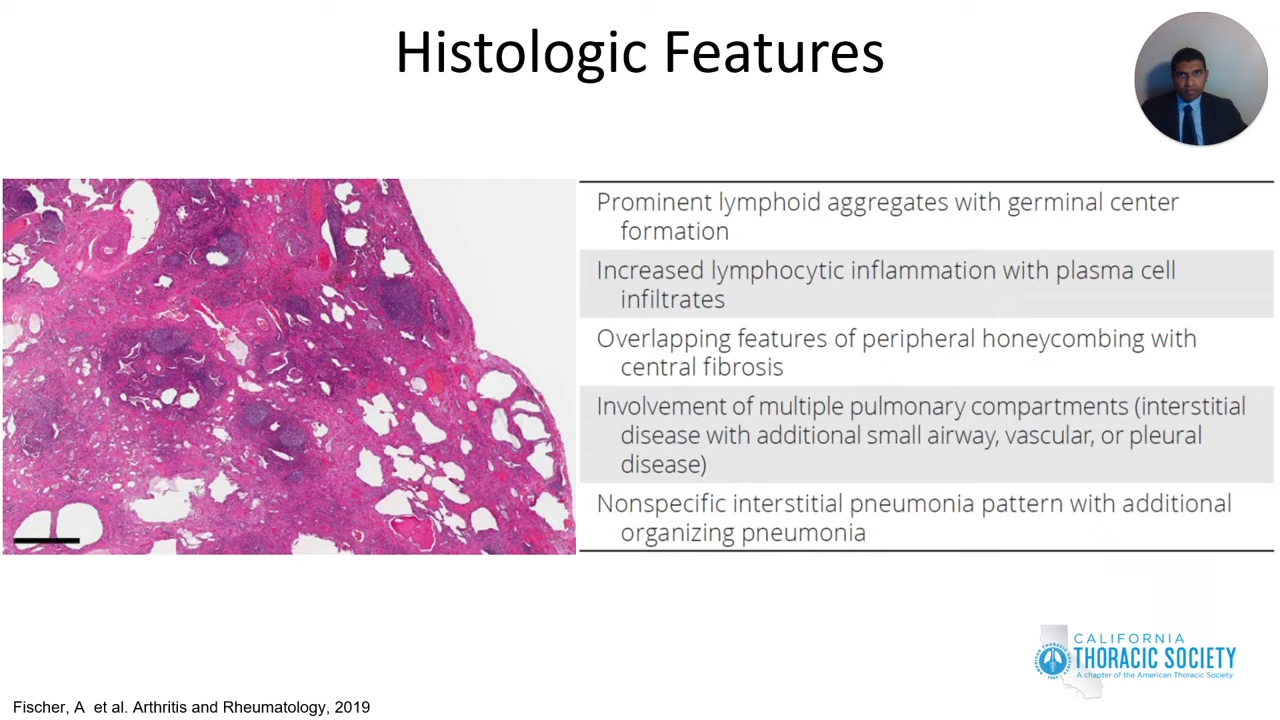 Histologic Features
Prominent lymphoid aggregates with germinal center
formation
Increased lymphocytic inflammation with plasma cell
infiltrates
Overlapping features of peripheral honeycombing with
central fibrosis
Involvement of multiple pulmonary compartments (interstitial
disease with additional small airway, vascular, or pleural
disease)
Nonspecific interstitial pneumonia pattern with additional
organizing pneumonia
CALIFORNIA
THORACIC SOCIETY
A chapter of the American Thoracic Society
AMERICAN THORACIC SOCIETY
Fischer, A et al. Arthritis and Rheumatology, 2019